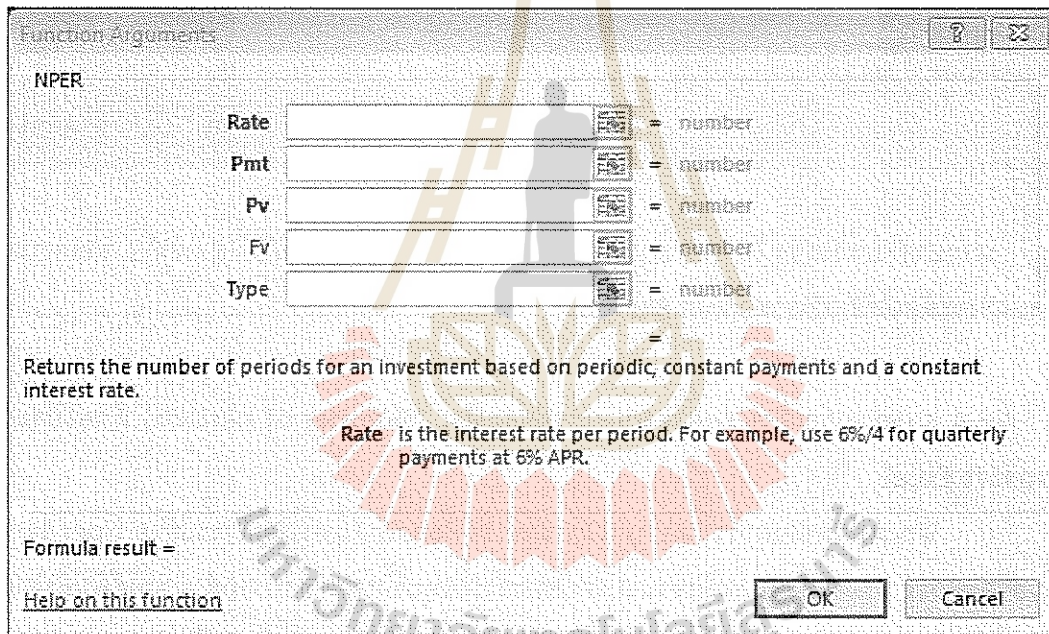 Function Arguments
NPER
Rate = number
Pmt = number
Pv = number
Fv = number
Type = number
=
Returns the number of periods for an investment based on periodic, constant payments and a constant
interest rate.
Rate is the interest rate per period. For example, use 6%/4 for quarterly
payments at 6% APR.
Formula result =
Help on this function
OK Cancel